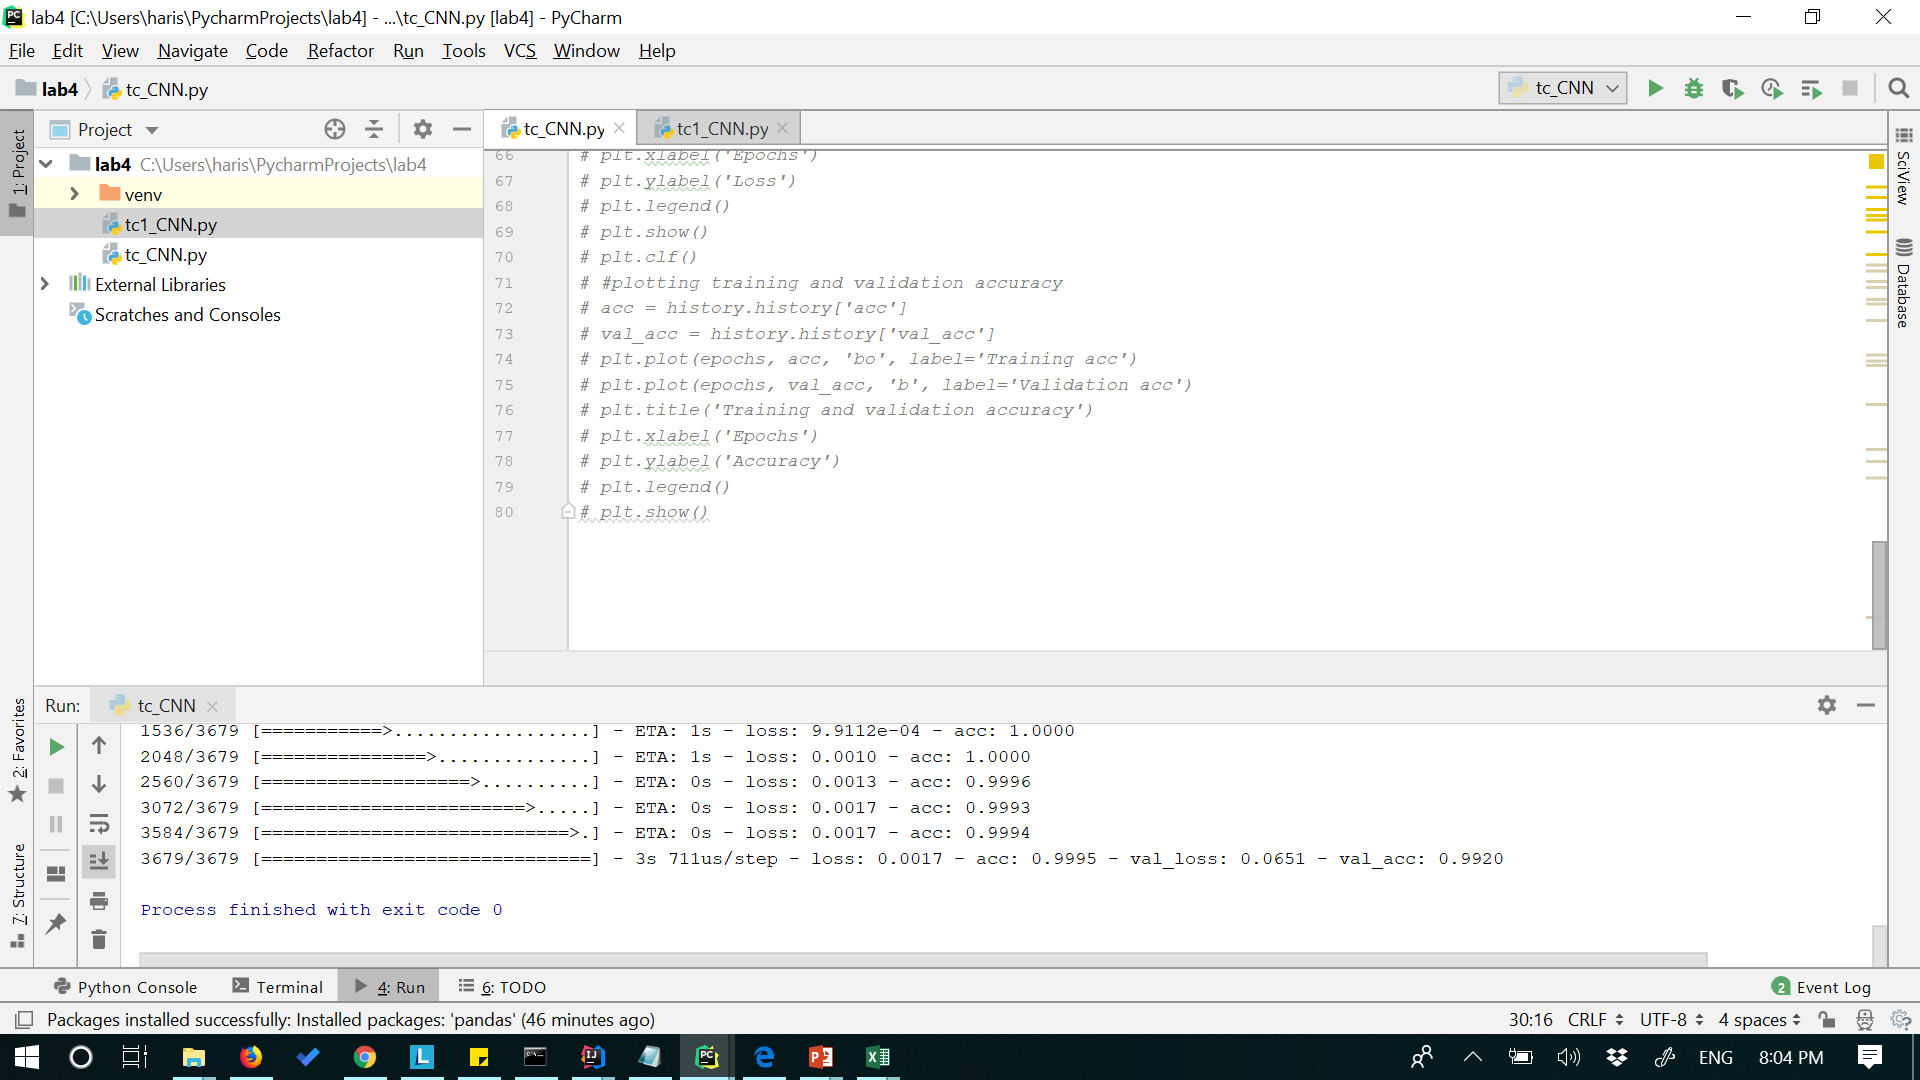 lab4 [C:\Users\haris\PycharmProjects\lab4] - ...\tc_CNN.py [lab4] - PyCharm
File Edit View Navigate Code Refactor Run Tools VCS Window Help
lab4 tc_CNN.py tc_CNN
Project tc_CNN.py tc1_CNN.py
1: Project
lab4 C:\Users\haris\PycharmProjects\lab4
venv
tc1_CNN.py
tc_CNN.py
External Libraries
Scratches and Consoles
66 # plt.xlabel('Epochs')
67 # plt.ylabel('Loss')
68 # plt.legend()
69 # plt.show()
70 # plt.clf()
71 # #plotting training and validation accuracy
72 # acc = history.history['acc']
73 # val_acc = history.history['val_acc']
74 # plt.plot(epochs, acc, 'bo', label='Training acc')
75 # plt.plot(epochs, val_acc, 'b', label='Validation acc')
76 # plt.title('Training and validation accuracy')
77 # plt.xlabel('Epochs')
78 # plt.ylabel('Accuracy')
79 # plt.legend()
80 # plt.show()
SciView
Database
2: Favorites
7: Structure
Run: tc_CNN
1536/3679 [===========>..................] - ETA: 1s - loss: 9.9112e-04 - acc: 1.0000
2048/3679 [===============>..............] - ETA: 1s - loss: 0.0010 - acc: 1.0000
2560/3679 [===================>..........] - ETA: 0s - loss: 0.0013 - acc: 0.9996
3072/3679 [========================>.....] - ETA: 0s - loss: 0.0017 - acc: 0.9993
3584/3679 [============================>.] - ETA: 0s - loss: 0.0017 - acc: 0.9994
3679/3679 [==============================] - 3s 711us/step - loss: 0.0017 - acc: 0.9995 - val_loss: 0.0651 - val_acc: 0.9920
Process finished with exit code 0
Python Console Terminal 4: Run 6: TODO 2 Event Log
Packages installed successfully: Installed packages: 'pandas' (46 minutes ago) 30:16 CRLF UTF-8 4 spaces
ENG 8:04 PM